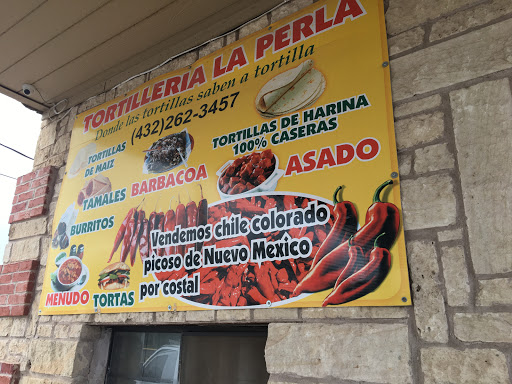 TORTILLERIA LA PERLA
Donde las tortillas saben a tortilla
(432)262-3457
TORTILLAS DE MAIZ
TORTILLAS DE HARINA
100% CASERAS
TAMALES
BARBACOA
ASADO
BURRITOS
Vendemos chile colorado
picoso de Nuevo Mexico
por costal
MENUDO
TORTAS